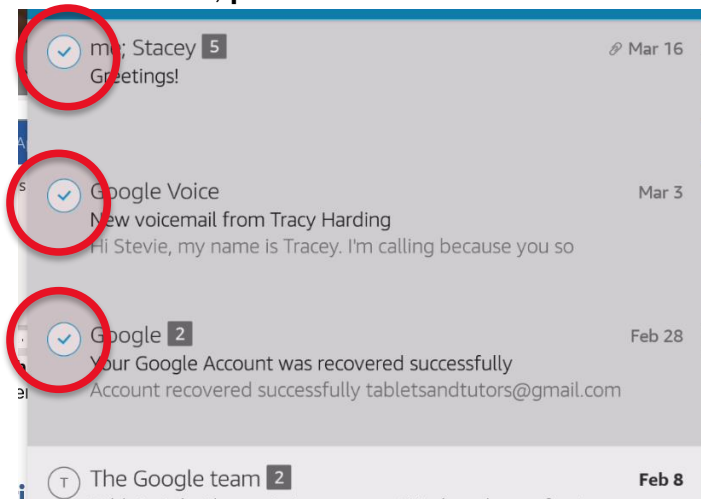 me; Stacey 5 Mar 16
Greetings!
Google Voice Mar 3
New voicemail from Tracy Harding
Hi Stevie, my name is Tracey. I'm calling because you so
Google 2 Feb 28
Your Google Account was recovered successfully
Account recovered successfully tabletsandtutors@gmail.com
T The Google team 2 Feb 8